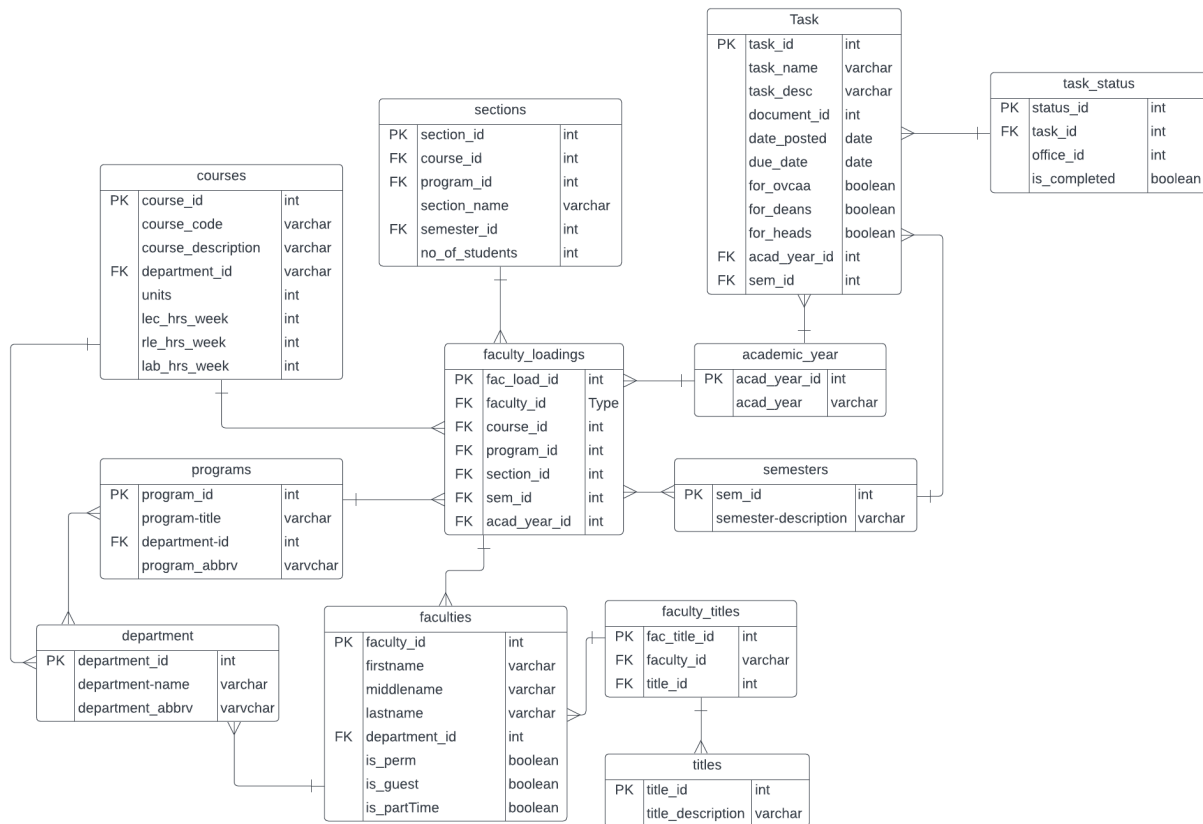 Task
PK task_id int
task_name varchar
task_desc varchar
document_id int
date_posted date
due_date date
for_ovcaa boolean
for_deans boolean
for_heads boolean
FK acad_year_id int
FK sem_id int
task_status
PK status_id int
FK task_id int
office_id int
is_completed boolean
sections
PK section_id int
FK course_id int
FK program_id int
section_name varchar
FK semester_id int
no_of_students int
courses
PK course_id int
course_code varchar
course_description varchar
FK department_id varchar
units int
lec_hrs_week int
rle_hrs_week int
lab_hrs_week int
faculty_loadings
PK fac_load_id int
FK faculty_id Type
FK course_id int
FK program_id int
FK section_id int
FK sem_id int
FK acad_year_id int
academic_year
PK acad_year_id int
acad_year varchar
programs
PK program_id int
program-title varchar
FK department-id int
program_abbrv varvchar
semesters
PK sem_id int
semester-description varchar
department
PK department_id int
department-name varchar
department_abbrv varvchar
faculties
PK faculty_id int
firstname varchar
middlename varchar
lastname varchar
FK department_id int
is_perm boolean
is_guest boolean
is_partTime boolean
faculty_titles
PK fac_title_id int
FK faculty_id varchar
FK title_id int
titles
PK title_id int
title_description varchar